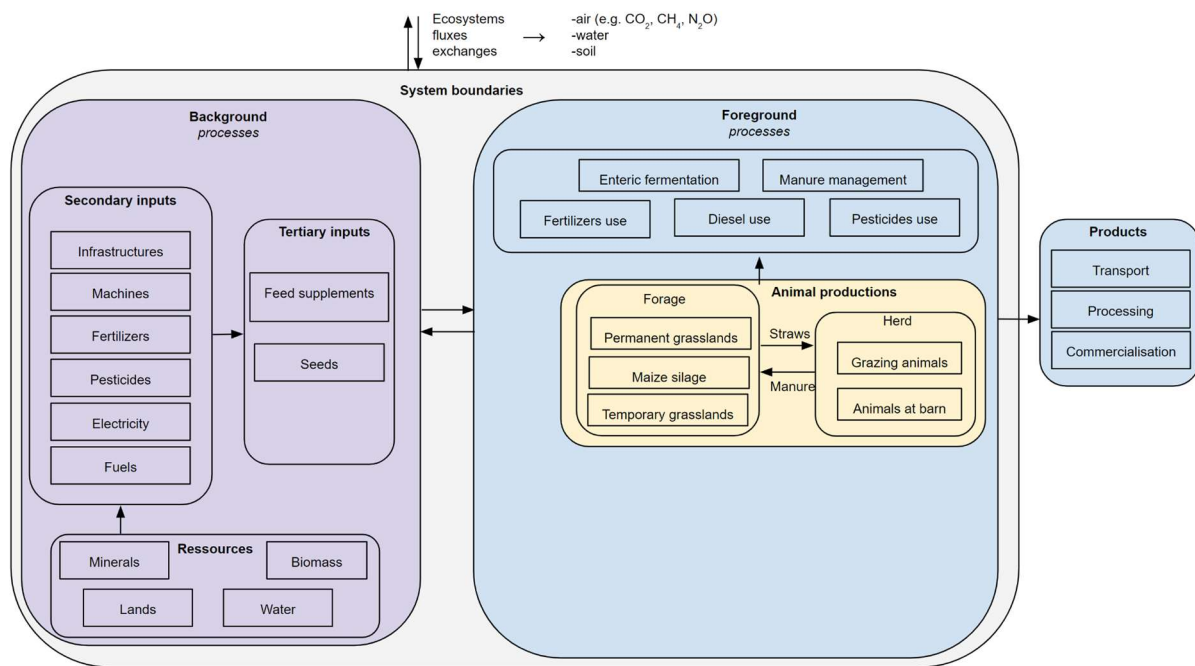 Ecosystems
fluxes
exchanges
-air (e.g. CO₂, CH₄, N₂O)
-water
-soil
System boundaries
Background
processes
Secondary inputs
Infrastructures
Machines
Fertilizers
Pesticides
Electricity
Fuels
Tertiary inputs
Feed supplements
Seeds
Ressources
Minerals
Biomass
Lands
Water
Foreground
processes
Enteric fermentation
Manure management
Fertilizers use
Diesel use
Pesticides use
Animal productions
Forage
Permanent grasslands
Maize silage
Temporary grasslands
Straws
Manure
Herd
Grazing animals
Animals at barn
Products
Transport
Processing
Commercialisation